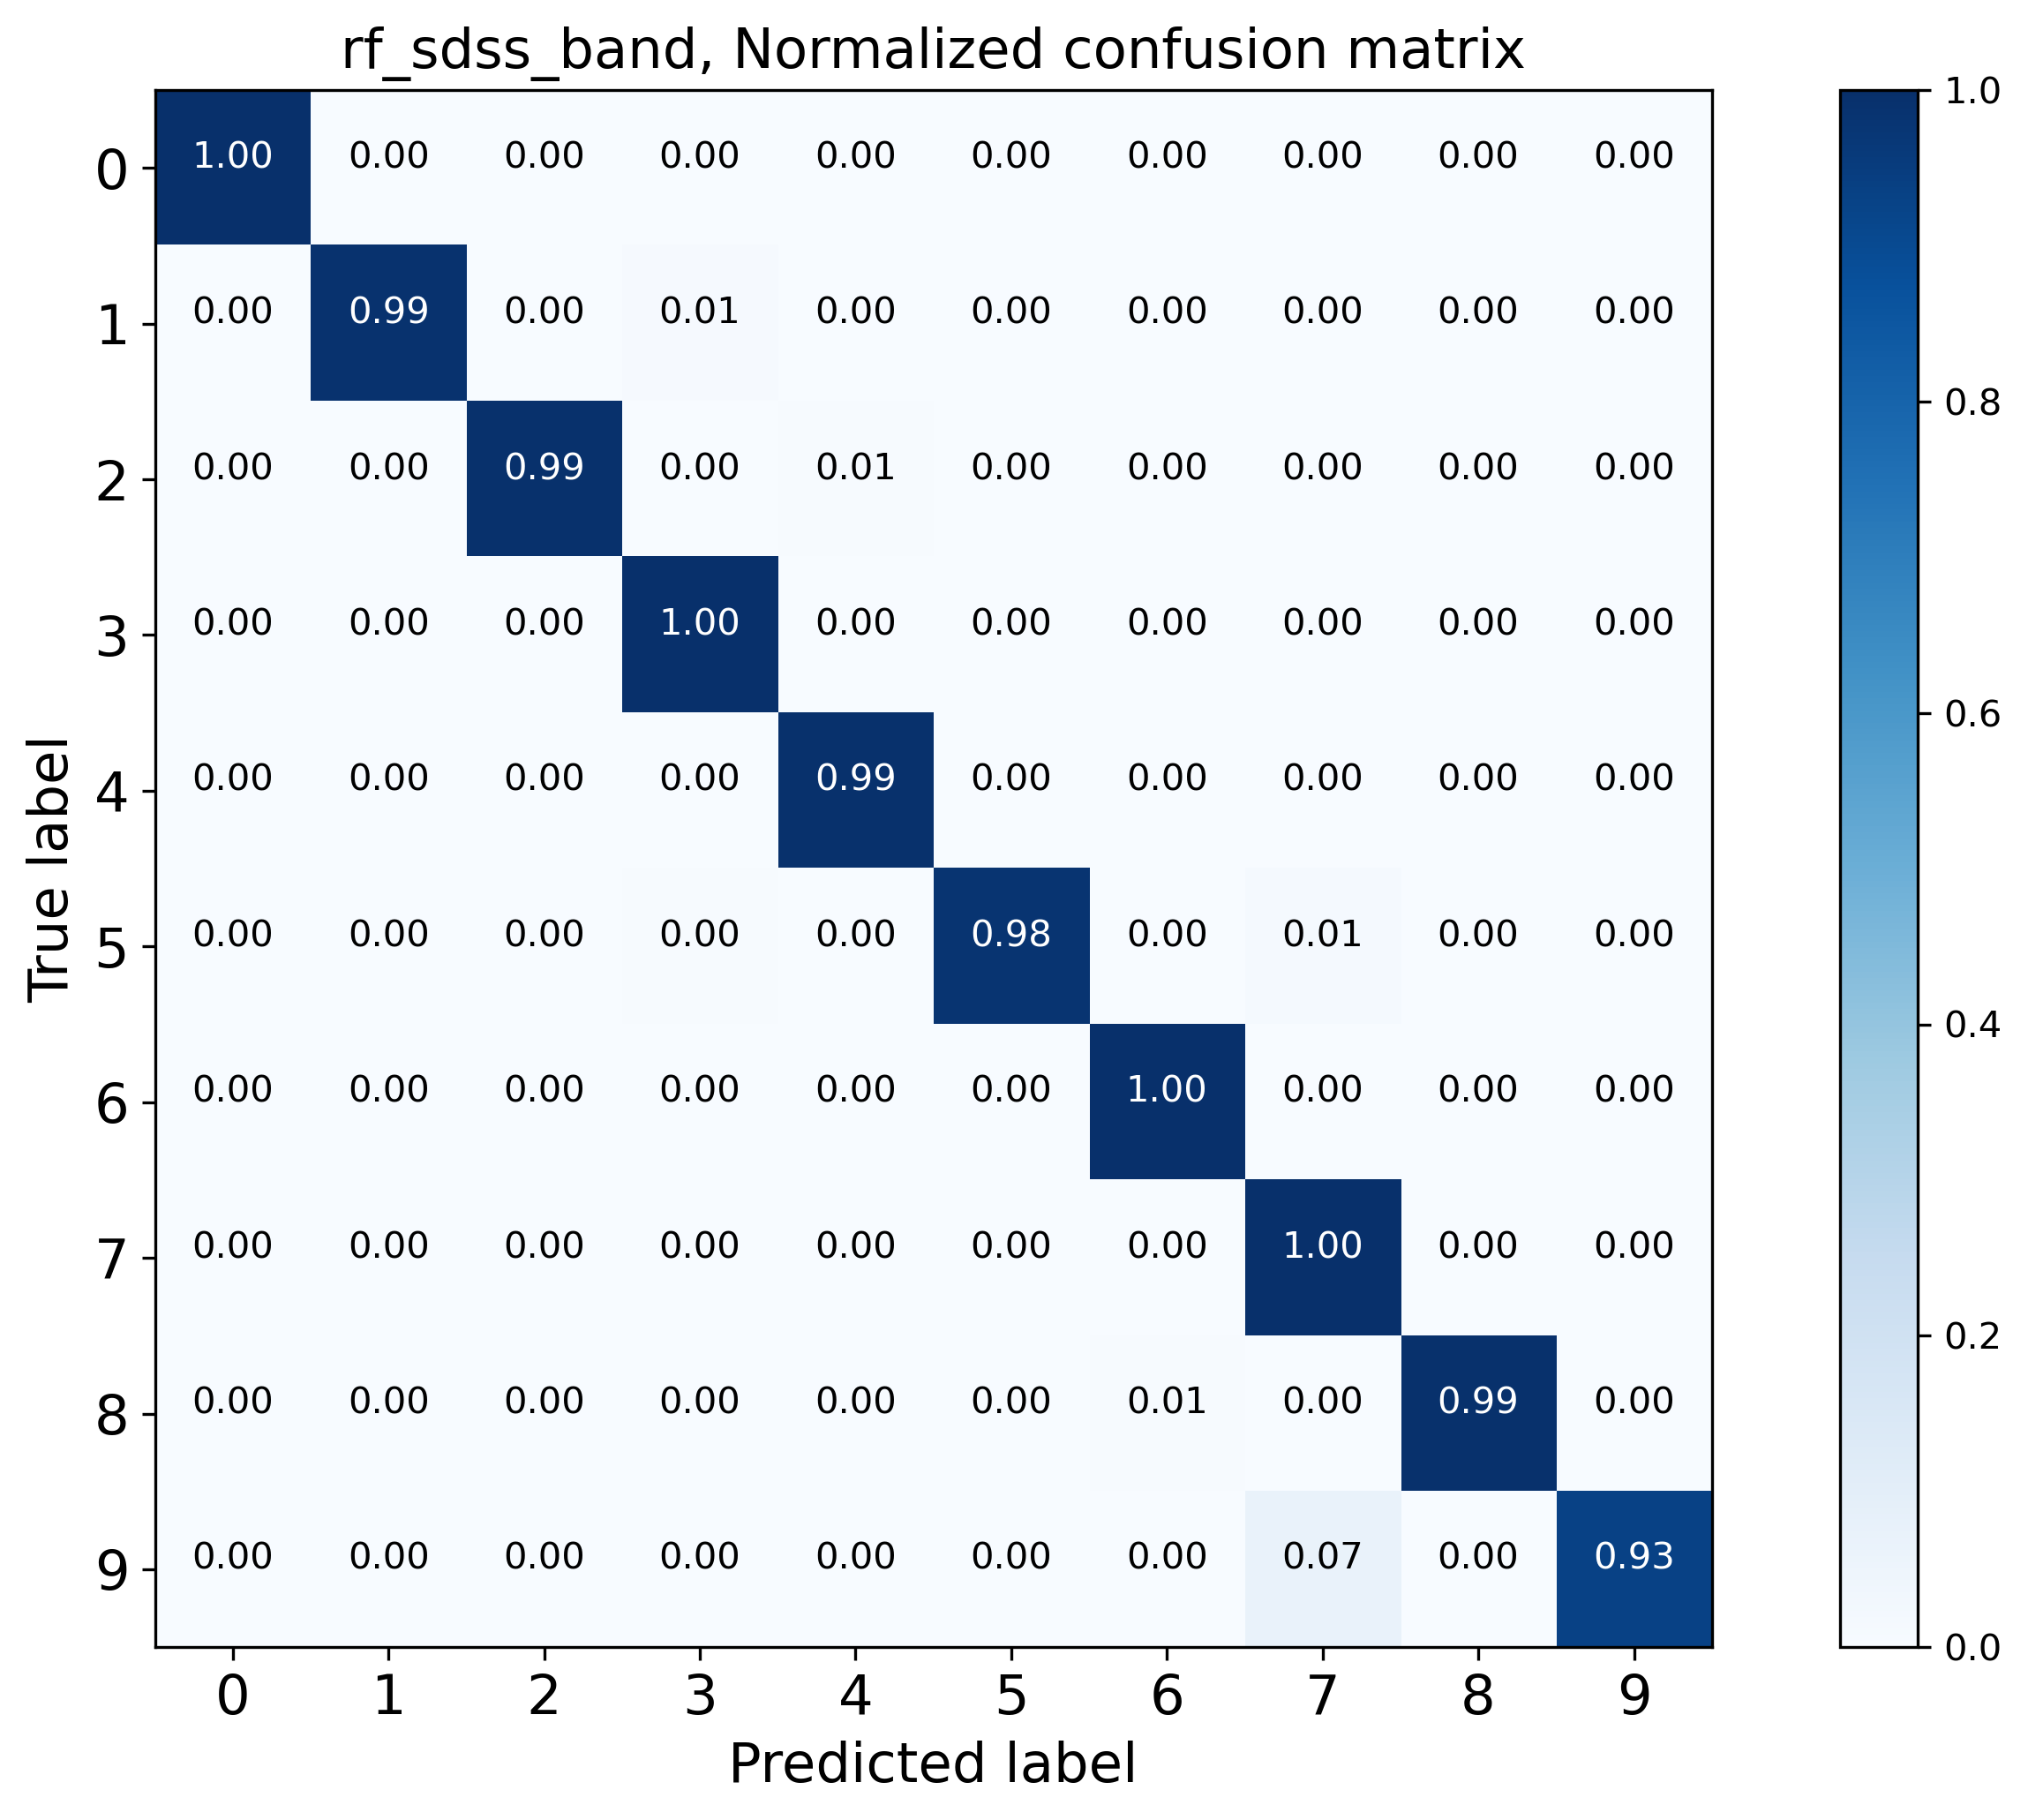 rf_sdss_band, Normalized confusion matrix
1.0
0 1.00 0.00 0.00 0.00 0.00 0.00 0.00 0.00 0.00 0.00
1 0.00 0.99 0.00 0.01 0.00 0.00 0.00 0.00 0.00 0.00
0.8
2 0.00 0.00 0.99 0.00 0.01 0.00 0.00 0.00 0.00 0.00
3 0.00 0.00 0.00 1.00 0.00 0.00 0.00 0.00 0.00 0.00
0.6
4 0.00 0.00 0.00 0.00 0.99 0.00 0.00 0.00 0.00 0.00
True label
5 0.00 0.00 0.00 0.00 0.00 0.98 0.00 0.01 0.00 0.00
0.4
6 0.00 0.00 0.00 0.00 0.00 0.00 1.00 0.00 0.00 0.00
7 0.00 0.00 0.00 0.00 0.00 0.00 0.00 1.00 0.00 0.00
0.2
8 0.00 0.00 0.00 0.00 0.00 0.00 0.01 0.00 0.99 0.00
9 0.00 0.00 0.00 0.00 0.00 0.00 0.00 0.07 0.00 0.93
0.0
0 1 2 3 4 5 6 7 8 9
Predicted label